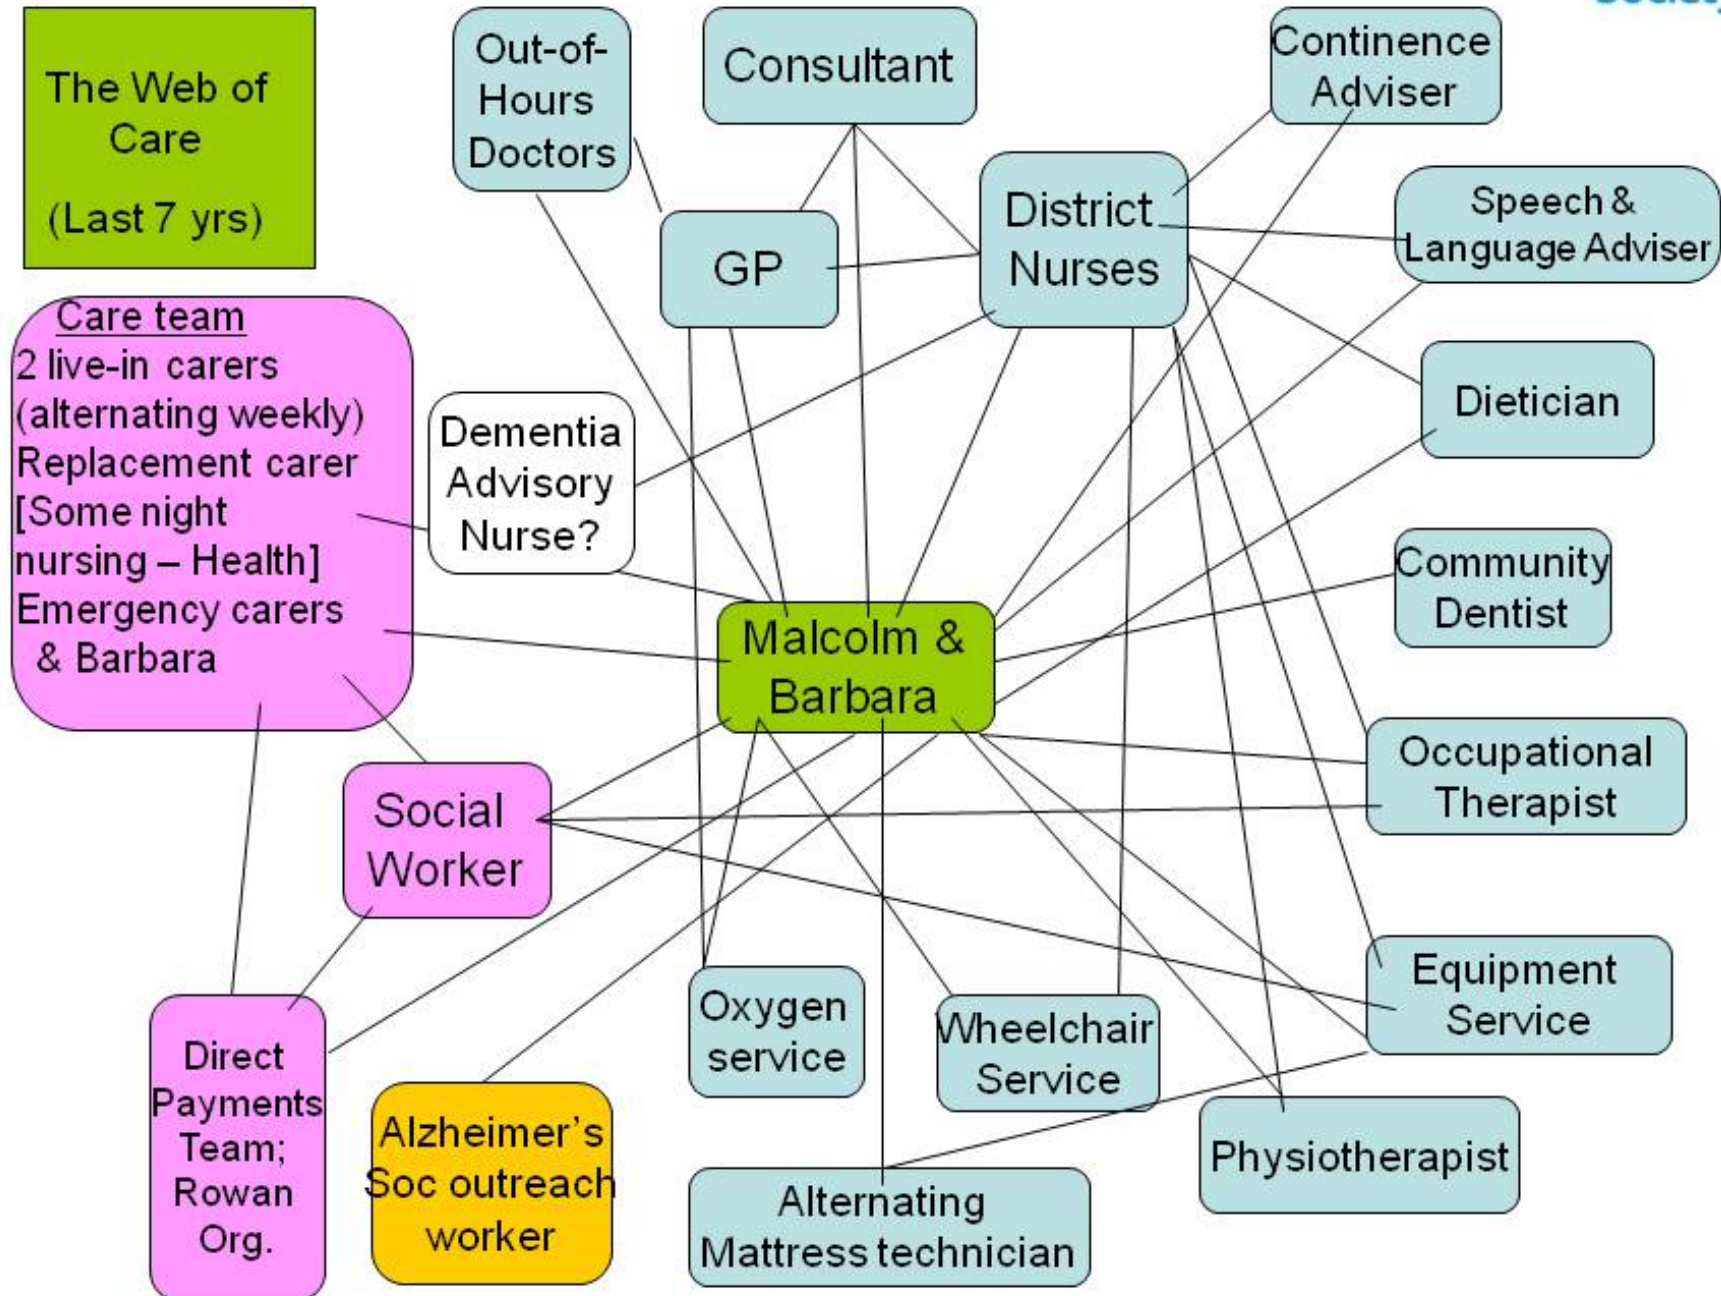 The Web of
Care
(Last 7 yrs)
Out-of-
Hours
Doctors
Consultant
Continence
Adviser
GP
District
Nurses
Speech &
Language Adviser
Care team
2 live-in carers
(alternating weekly)
Replacement carer
[Some night
nursing – Health]
Emergency carers
& Barbara
Dementia
Advisory
Nurse?
Dietician
Community
Dentist
Malcolm &
Barbara
Social
Worker
Occupational
Therapist
Equipment
Service
Oxygen
service
Wheelchair
Service
Direct
Payments
Team;
Rowan
Org.
Alzheimer’s
Soc outreach
worker
Alternating
Mattress technician
Physiotherapist